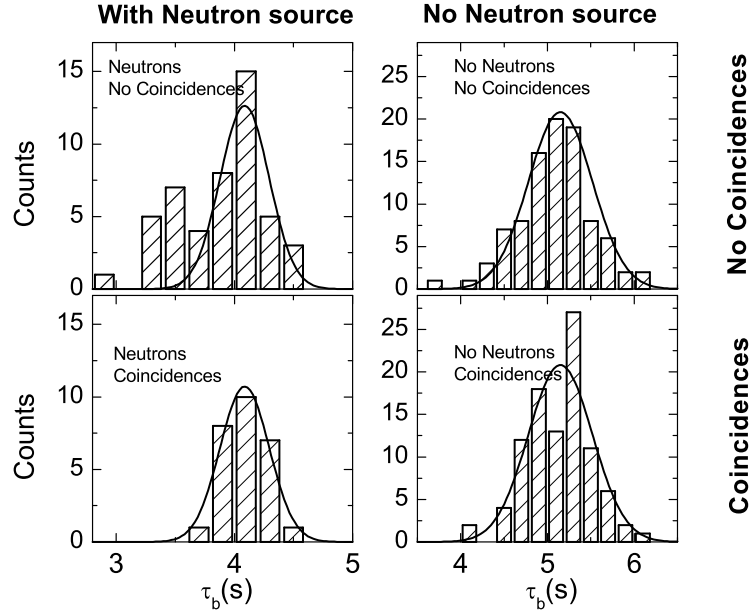 With Neutron source
No Neutron source
Neutrons
No Coincidences
No Neutrons
No Coincidences
15
10
5
0
25
20
15
10
5
0
Counts
No Coincidences
Neutrons
Coincidences
No Neutrons
Coincidences
15
10
5
0
25
20
15
10
5
0
Counts
Coincidences
3 4 5
4 5 6
τb(s)
τb(s)